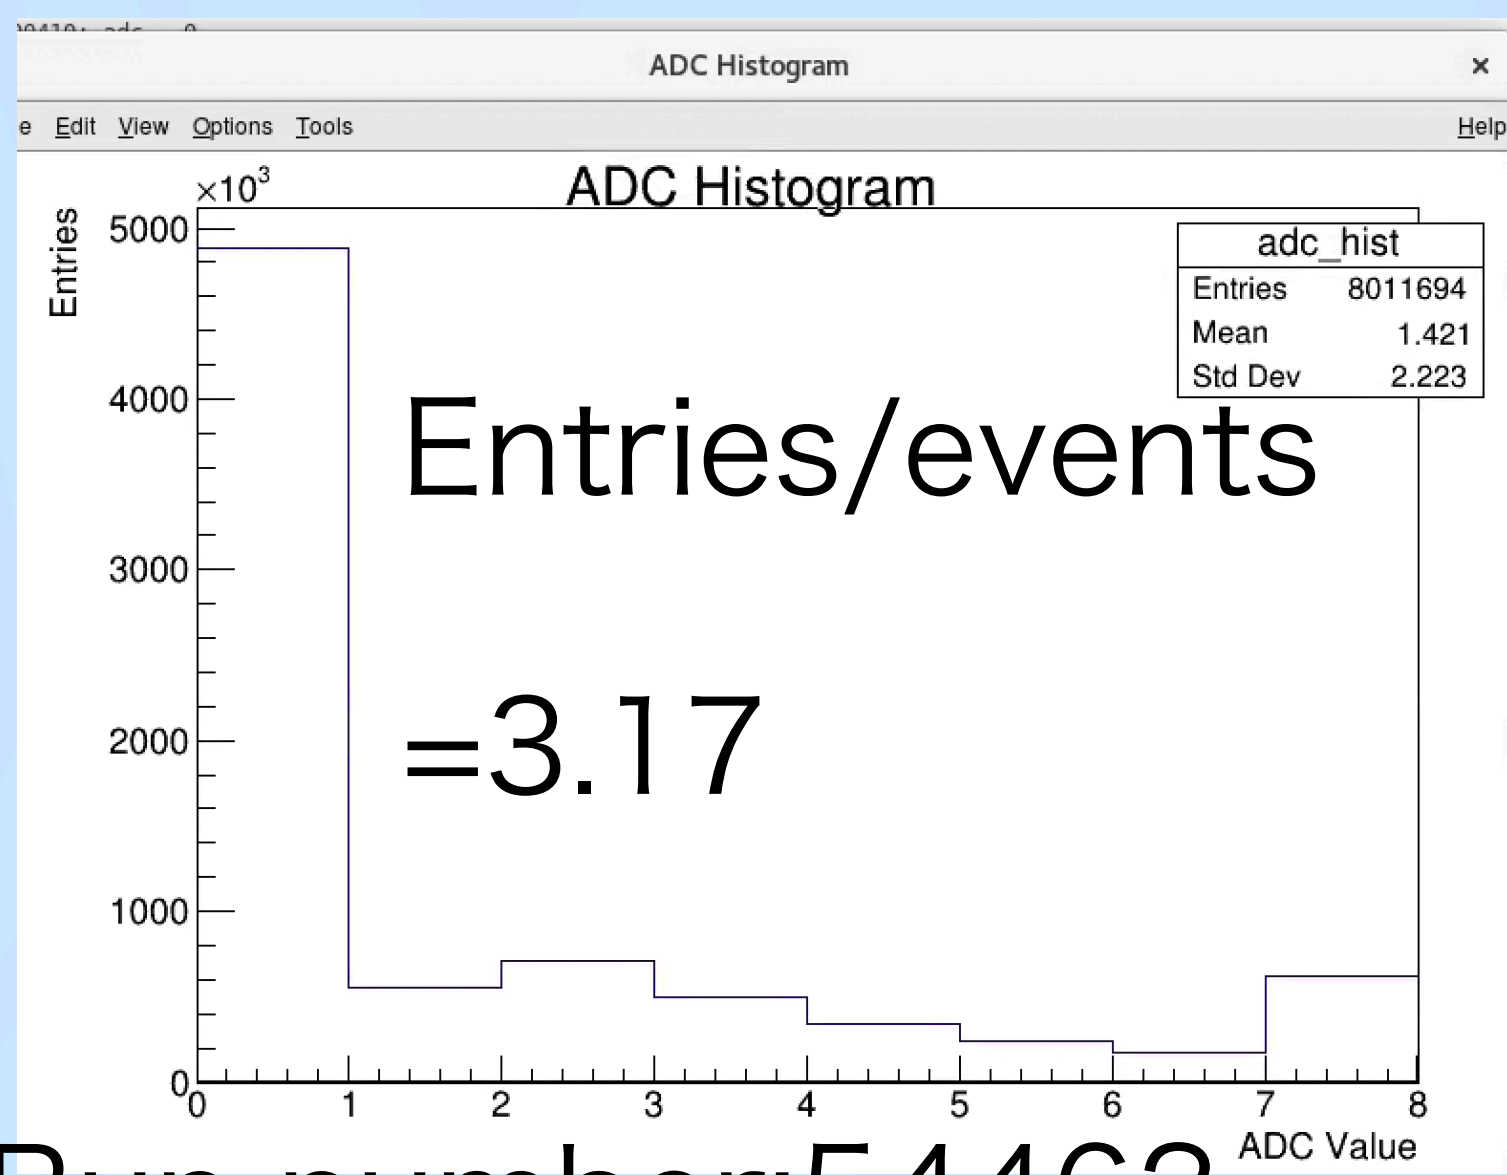 ADC Histogram ×
Edit View Options Tools Help
×10³ ADC Histogram
Entries
5000
4000
3000
2000
1000
0
adc_hist
Entries 8011694
Mean 1.421
Std Dev 2.223
Entries/events
=3.17
0 1 2 3 4 5 6 7 8
ADC Value